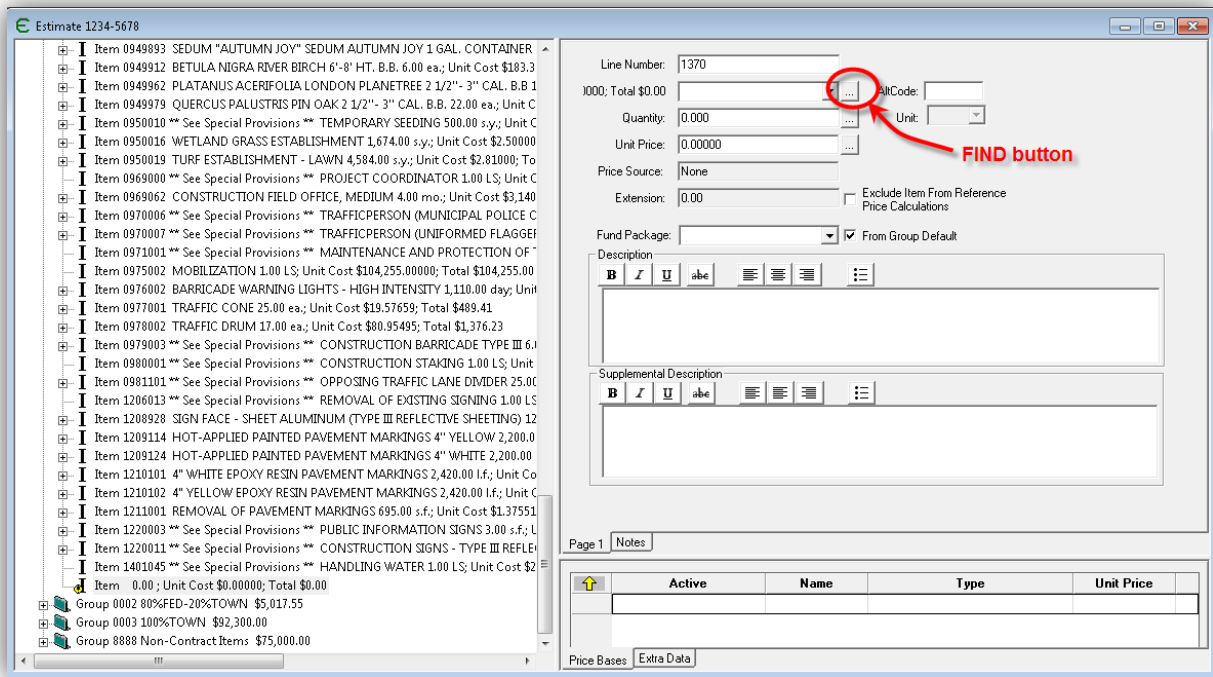 Estimate 1234-5678
Item 0949893 SEDUM "AUTUMN JOY" SEDUM AUTUMN JOY 1 GAL. CONTAINER
Item 0949912 BETULA NIGRA RIVER BIRCH 6'-8' HT. B.B. 6.00 ea.; Unit Cost $183.3
Item 0949962 PLATANUS ACERIFOLIA LONDON PLANETREE 2 1/2"- 3" CAL. B.B 1
Item 0949979 QUERCUS PALUSTRIS PIN OAK 2 1/2"- 3" CAL. B.B. 22.00 ea.; Unit C
Item 0950010 ** See Special Provisions ** TEMPORARY SEEDING 500.00 s.y.; Unit C
Item 0950016 WETLAND GRASS ESTABLISHMENT 1,674.00 s.y.; Unit Cost $2.50000
Item 0950019 TURF ESTABLISHMENT - LAWN 4,584.00 s.y.; Unit Cost $2.81000; To
Item 0969000 ** See Special Provisions ** PROJECT COORDINATOR 1.00 LS; Unit C
Item 0969062 CONSTRUCTION FIELD OFFICE, MEDIUM 4.00 mo.; Unit Cost $3,140
Item 0970006 ** See Special Provisions ** TRAFFICPERSON (MUNICIPAL POLICE C
Item 0970007 ** See Special Provisions ** TRAFFICPERSON (UNIFORMED FLAGGER
Item 0971001 ** See Special Provisions ** MAINTENANCE AND PROTECTION OF T
Item 0975002 MOBILIZATION 1.00 LS; Unit Cost $104,255.00000; Total $104,255.00
Item 0976002 BARRICADE WARNING LIGHTS - HIGH INTENSITY 1,110.00 day; Unit
Item 0977001 TRAFFIC CONE 25.00 ea.; Unit Cost $19.57659; Total $489.41
Item 0978002 TRAFFIC DRUM 17.00 ea.; Unit Cost $80.95495; Total $1,376.23
Item 0979003 ** See Special Provisions ** CONSTRUCTION BARRICADE TYPE III 6.0
Item 0980001 ** See Special Provisions ** CONSTRUCTION STAKING 1.00 LS; Unit
Item 0981101 ** See Special Provisions ** OPPOSING TRAFFIC LANE DIVIDER 25.00
Item 1206013 ** See Special Provisions ** REMOVAL OF EXISTING SIGNING 1.00 LS
Item 1208928 SIGN FACE - SHEET ALUMINUM (TYPE III REFLECTIVE SHEETING) 12
Item 1209114 HOT-APPLIED PAINTED PAVEMENT MARKINGS 4" YELLOW 2,200.0
Item 1209124 HOT-APPLIED PAINTED PAVEMENT MARKINGS 4" WHITE 2,200.00
Item 1210101 4" WHITE EPOXY RESIN PAVEMENT MARKINGS 2,420.00 l.f.; Unit Co
Item 1210102 4" YELLOW EPOXY RESIN PAVEMENT MARKINGS 2,420.00 l.f.; Unit C
Item 1211001 REMOVAL OF PAVEMENT MARKINGS 695.00 s.f.; Unit Cost $1.37551
Item 1220003 ** See Special Provisions ** PUBLIC INFORMATION SIGNS 3.00 s.f.; U
Item 1220011 ** See Special Provisions ** CONSTRUCTION SIGNS - TYPE III REFLE
Item 1401045 ** See Special Provisions ** HANDLING WATER 1.00 LS; Unit Cost $2
Item 0.00 ; Unit Cost $0.00000; Total $0.00
Group 0002 80%FED-20%TOWN $5,017.55
Group 0003 100%TOWN $92,300.00
Group 8888 Non-Contract Items $75,000.00
Line Number: 1370
)000; Total $0.00 ... AltCode:
Quantity: 0.000 ... Unit:
Unit Price: 0.00000 ...
FIND button
Price Source: None
Extension: 0.00 Exclude Item From Reference
Price Calculations
Fund Package: From Group Default
Description
B I U abc
Supplemental Description
B I U abc
Page 1 Notes
Active Name Type Unit Price
Price Bases Extra Data